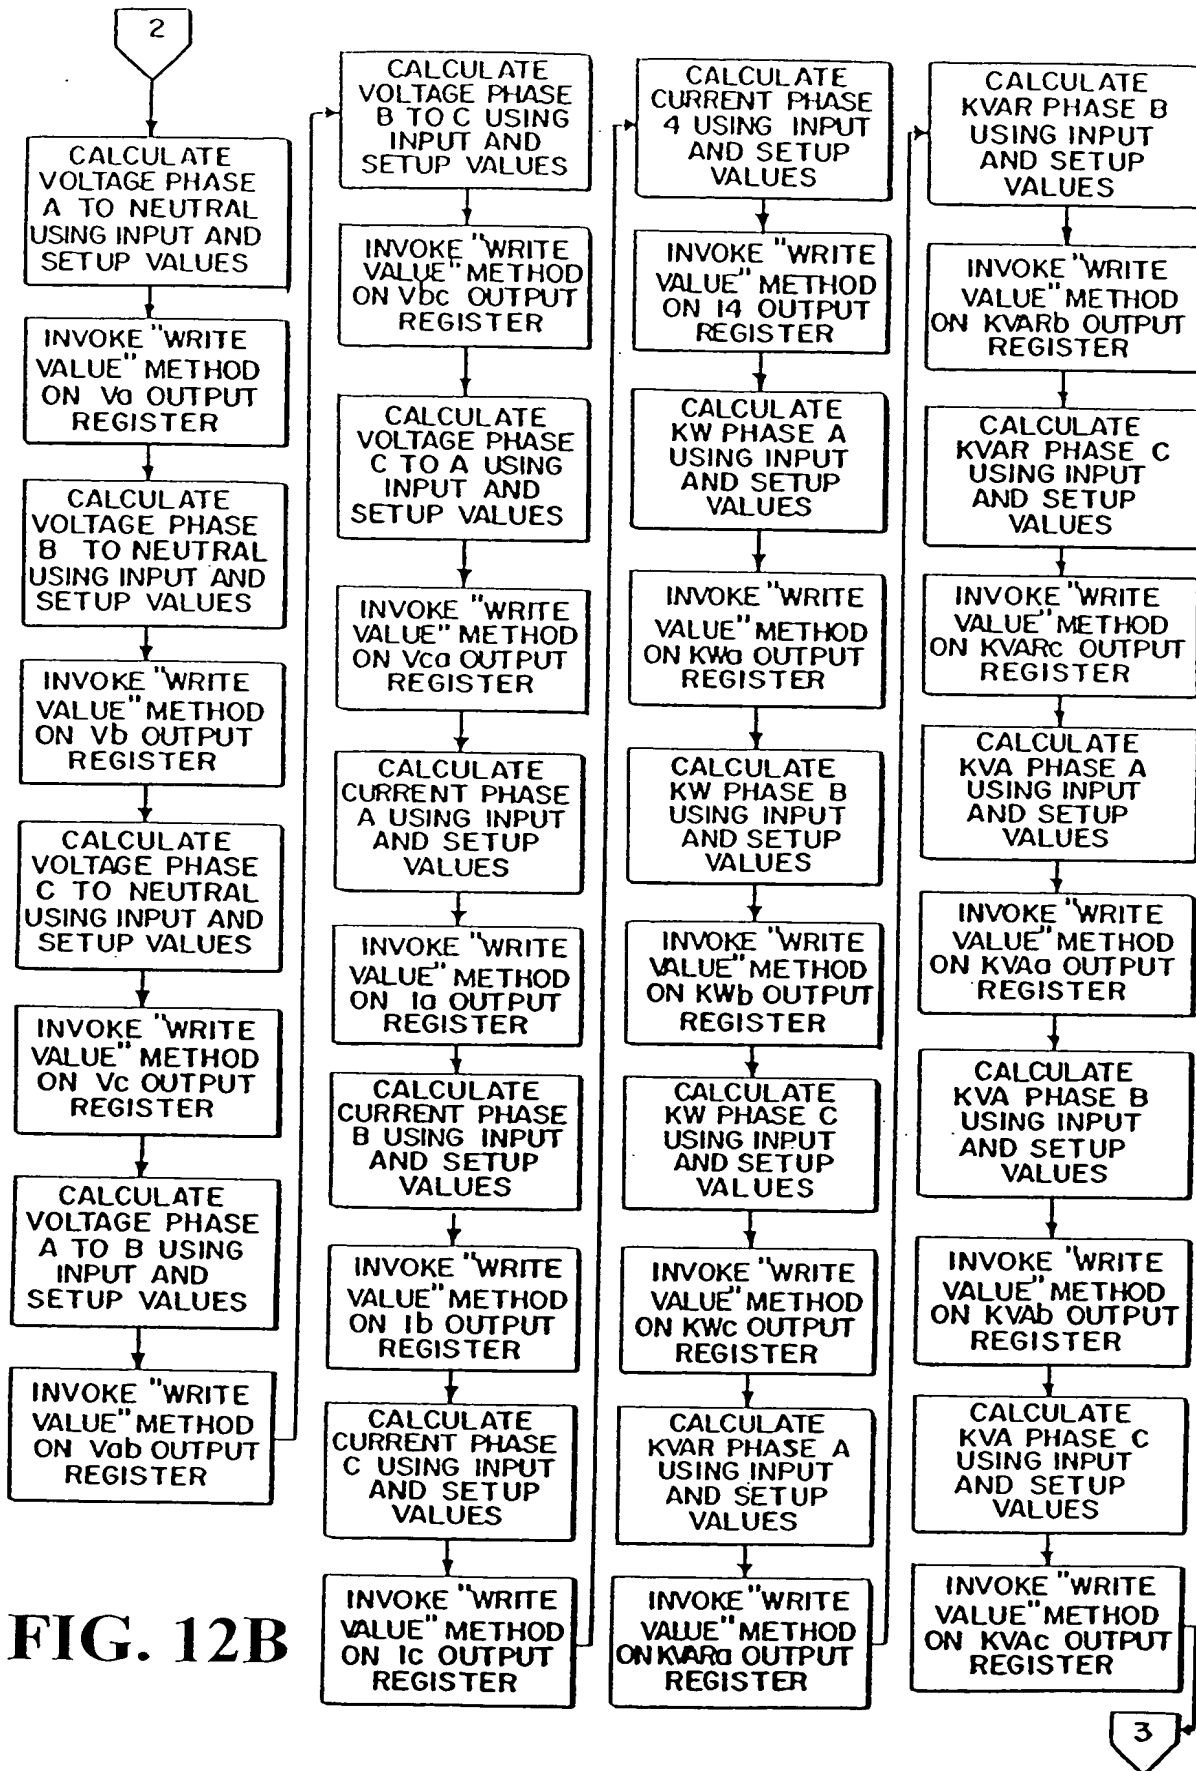 2
CALCULATE
VOLTAGE PHASE
A TO NEUTRAL
USING INPUT AND
SETUP VALUES
INVOKE "WRITE
VALUE" METHOD
ON Va OUTPUT
REGISTER
CALCULATE
VOLTAGE PHASE
B TO NEUTRAL
USING INPUT AND
SETUP VALUES
INVOKE "WRITE
VALUE" METHOD
ON Vb OUTPUT
REGISTER
CALCULATE
VOLTAGE PHASE
C TO NEUTRAL
USING INPUT AND
SETUP VALUES
INVOKE "WRITE
VALUE" METHOD
ON Vc OUTPUT
REGISTER
CALCULATE
VOLTAGE PHASE
A TO B USING
INPUT AND
SETUP VALUES
INVOKE "WRITE
VALUE" METHOD
ON Vab OUTPUT
REGISTER
CALCULATE
VOLTAGE PHASE
B TO C USING
INPUT AND
SETUP VALUES
INVOKE "WRITE
VALUE" METHOD
ON Vbc OUTPUT
REGISTER
CALCULATE
VOLTAGE PHASE
C TO A USING
INPUT AND
SETUP VALUES
INVOKE "WRITE
VALUE" METHOD
ON Vca OUTPUT
REGISTER
CALCULATE
CURRENT PHASE
A USING INPUT
AND SETUP
VALUES
INVOKE "WRITE
VALUE" METHOD
ON Ia OUTPUT
REGISTER
CALCULATE
CURRENT PHASE
B USING INPUT
AND SETUP
VALUES
INVOKE "WRITE
VALUE" METHOD
ON Ib OUTPUT
REGISTER
CALCULATE
CURRENT PHASE
C USING INPUT
AND SETUP
VALUES
INVOKE "WRITE
VALUE" METHOD
ON Ic OUTPUT
REGISTER
CALCULATE
CURRENT PHASE
4 USING INPUT
AND SETUP
VALUES
INVOKE "WRITE
VALUE" METHOD
ON I4 OUTPUT
REGISTER
CALCULATE
KW PHASE A
USING INPUT
AND SETUP
VALUES
INVOKE "WRITE
VALUE" METHOD
ON KWa OUTPUT
REGISTER
CALCULATE
KW PHASE B
USING INPUT
AND SETUP
VALUES
INVOKE "WRITE
VALUE" METHOD
ON KWb OUTPUT
REGISTER
CALCULATE
KW PHASE C
USING INPUT
AND SETUP
VALUES
INVOKE "WRITE
VALUE" METHOD
ON KWc OUTPUT
REGISTER
CALCULATE
KVAR PHASE A
USING INPUT
AND SETUP
VALUES
INVOKE "WRITE
VALUE" METHOD
ON KVARa OUTPUT
REGISTER
CALCULATE
KVAR PHASE B
USING INPUT
AND SETUP
VALUES
INVOKE "WRITE
VALUE" METHOD
ON KVARb OUTPUT
REGISTER
CALCULATE
KVAR PHASE C
USING INPUT
AND SETUP
VALUES
INVOKE "WRITE
VALUE" METHOD
ON KVARc OUTPUT
REGISTER
CALCULATE
KVA PHASE A
USING INPUT
AND SETUP
VALUES
INVOKE "WRITE
VALUE" METHOD
ON KVAa OUTPUT
REGISTER
CALCULATE
KVA PHASE B
USING INPUT
AND SETUP
VALUES
INVOKE "WRITE
VALUE" METHOD
ON KVAb OUTPUT
REGISTER
CALCULATE
KVA PHASE C
USING INPUT
AND SETUP
VALUES
INVOKE "WRITE
VALUE" METHOD
ON KVAc OUTPUT
REGISTER
3
FIG. 12B